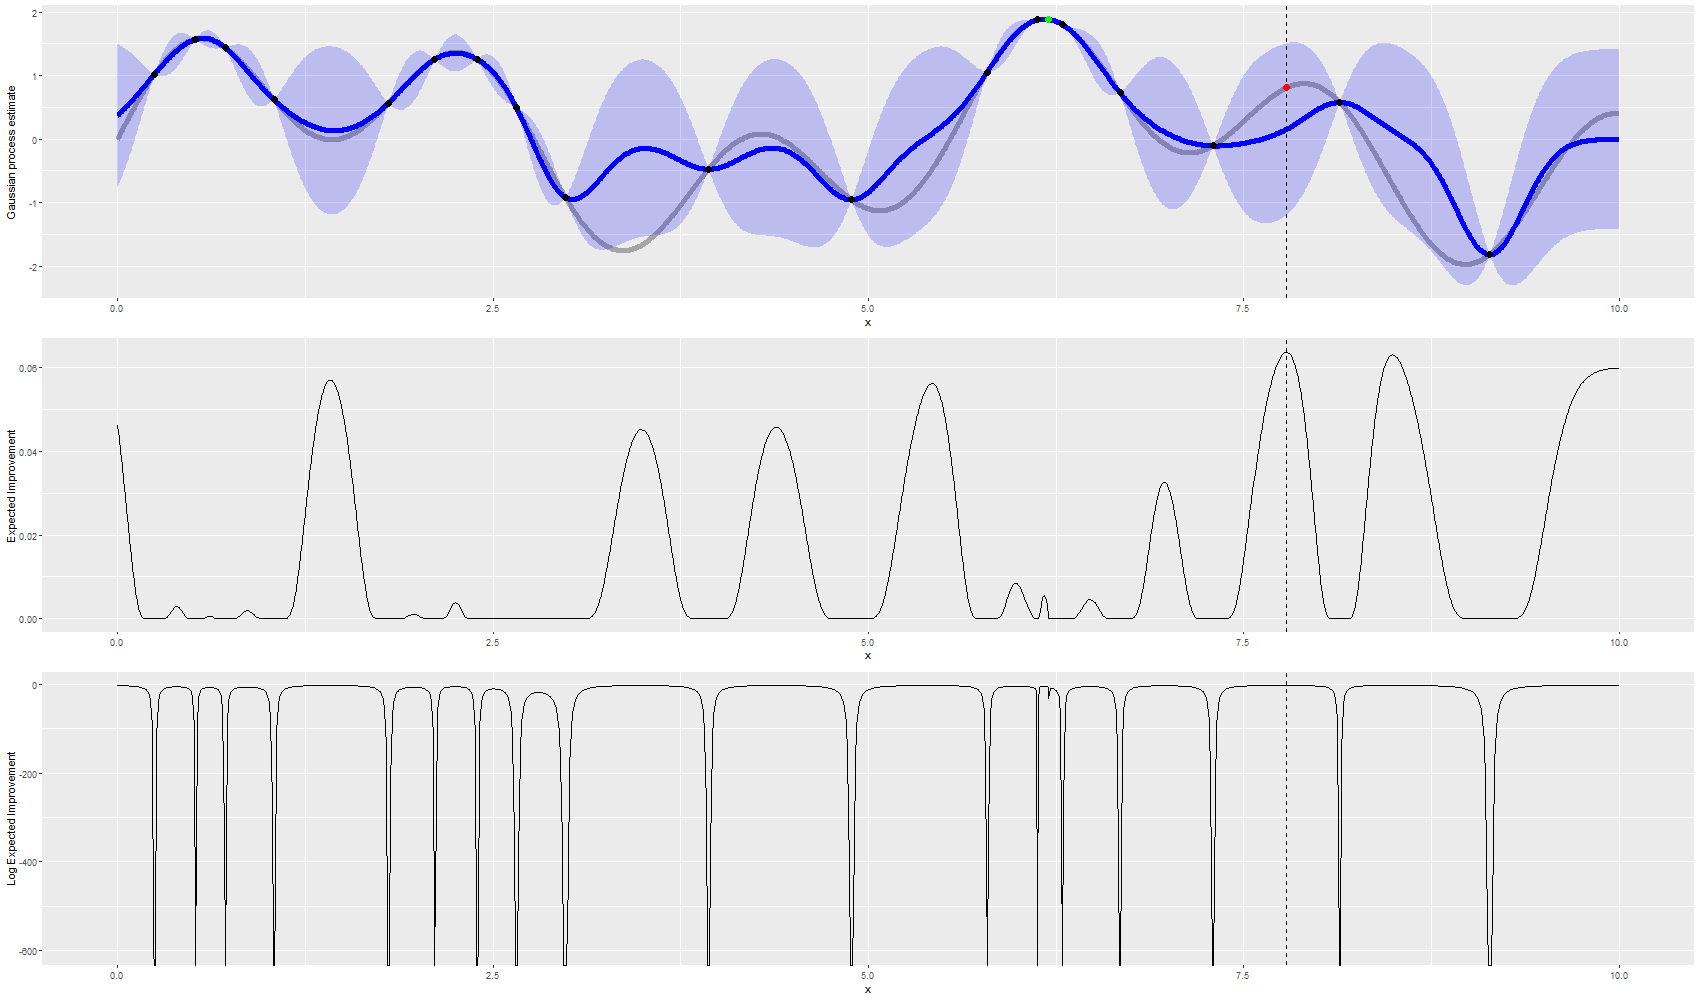 Gaussian process estimate
2
1
0
-1
-2
0.0 2.5 5.0 7.5 10.0
x
Expected Improvement
0.06
0.04
0.02
0.00
0.0 2.5 5.0 7.5 10.0
x
Log Expected Improvement
0
-200
-400
-600
0.0 2.5 5.0 7.5 10.0
x